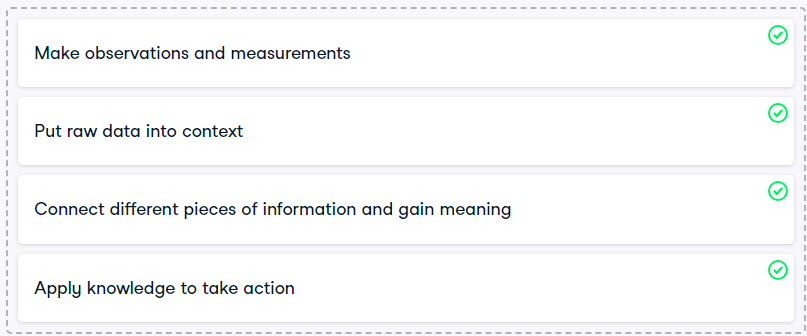 Make observations and measurements
Put raw data into context
Connect different pieces of information and gain meaning
Apply knowledge to take action